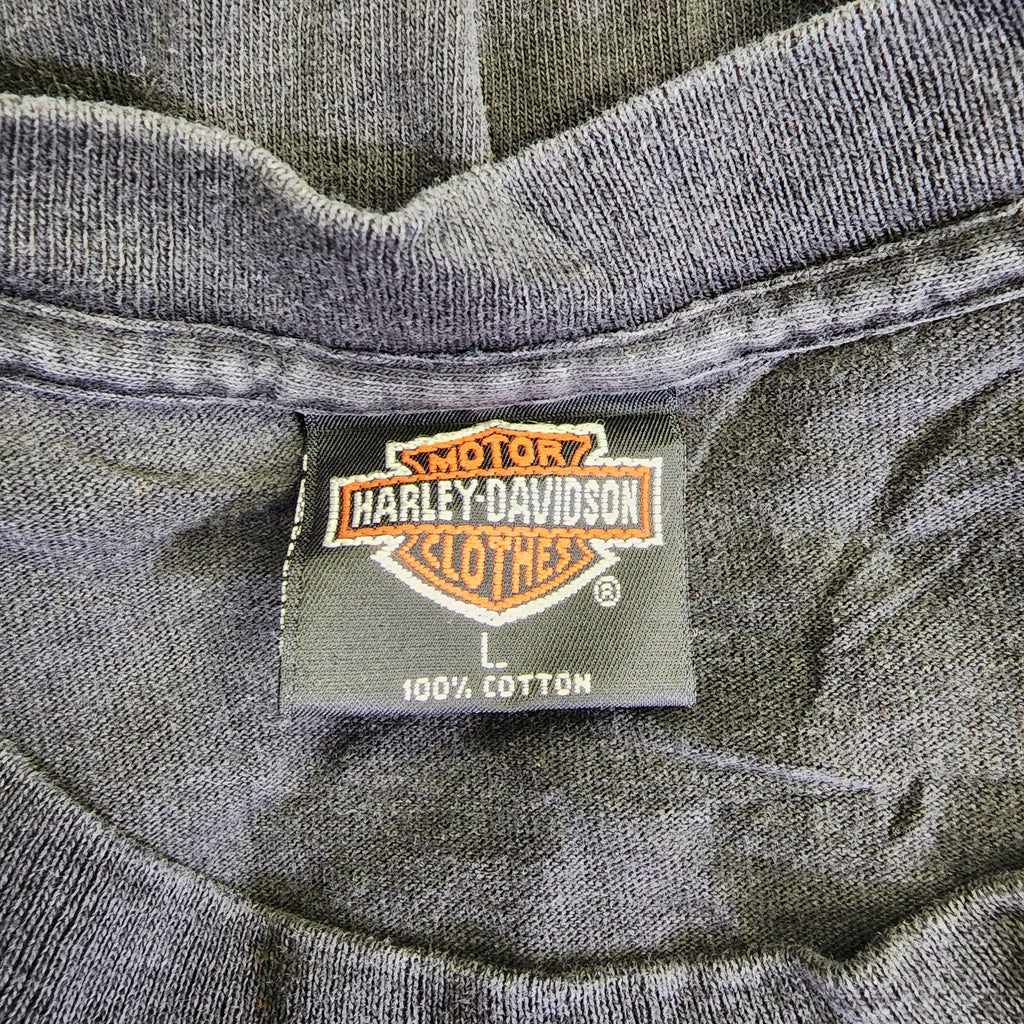 MOTOR
HARLEY-DAVIDSON
CLOTHES
®
L
100% COTTON